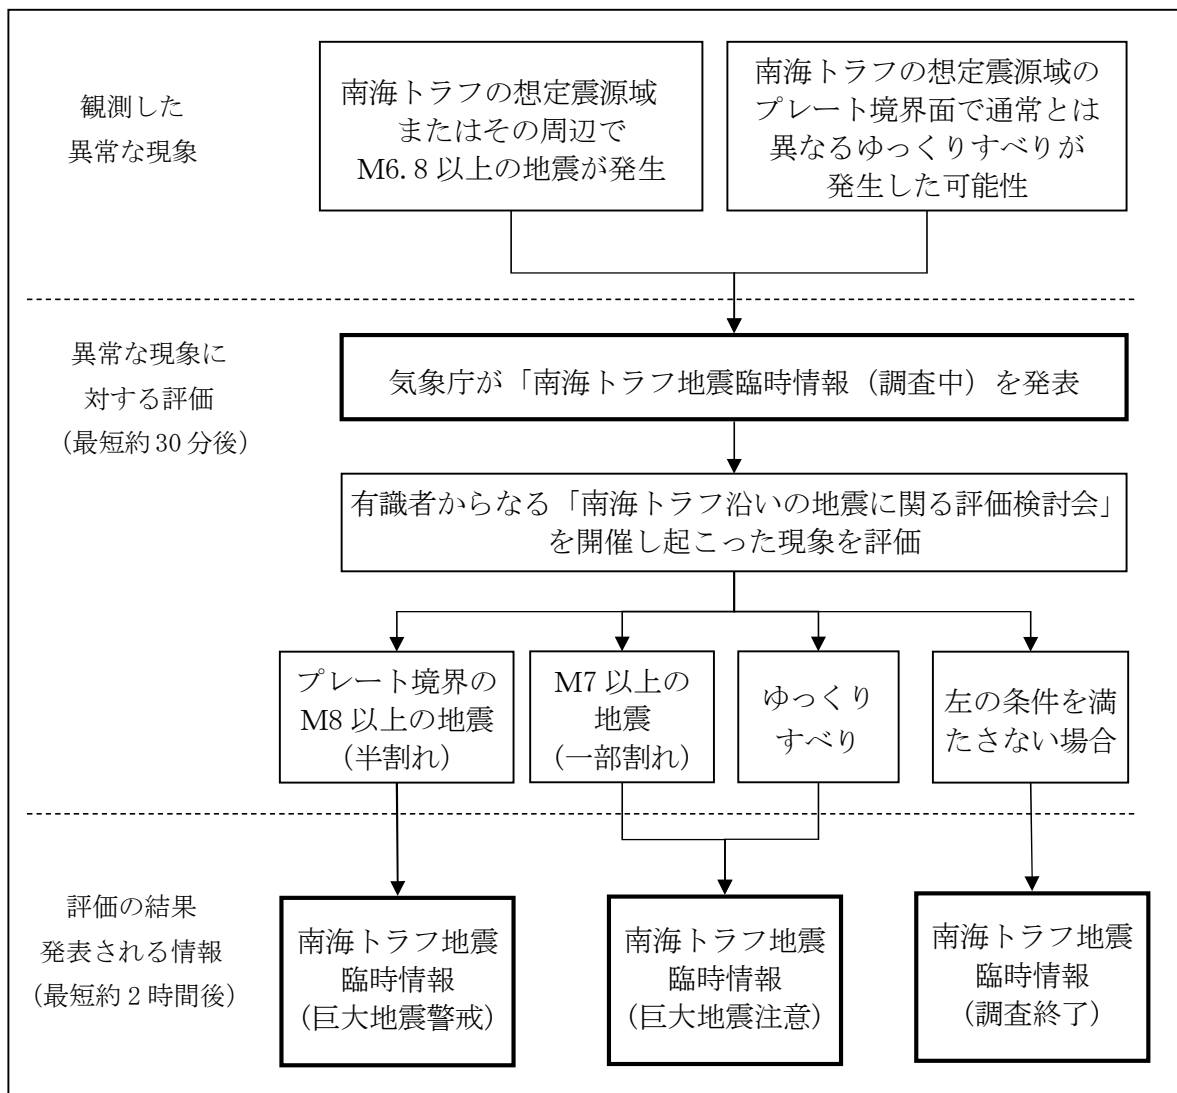 観測した
異常な現象
南海トラフの想定震源域
またはその周辺で
M6.8以上の地震が発生
南海トラフの想定震源域の
プレート境界面で通常とは
異なるゆっくりすべりが
発生した可能性
異常な現象に
対する評価
（最短約30分後）
気象庁が「南海トラフ地震臨時情報（調査中）を発表
有識者からなる「南海トラフ沿いの地震に関る評価検討会」
を開催し起こった現象を評価
プレート境界の
M8以上の地震
（半割れ）
M7以上の
地震
（一部割れ）
ゆっくり
すべり
左の条件を満
たさない場合
評価の結果
発表される情報
（最短約2時間後）
南海トラフ地震
臨時情報
（巨大地震警戒）
南海トラフ地震
臨時情報
（巨大地震注意）
南海トラフ地震
臨時情報
（調査終了）